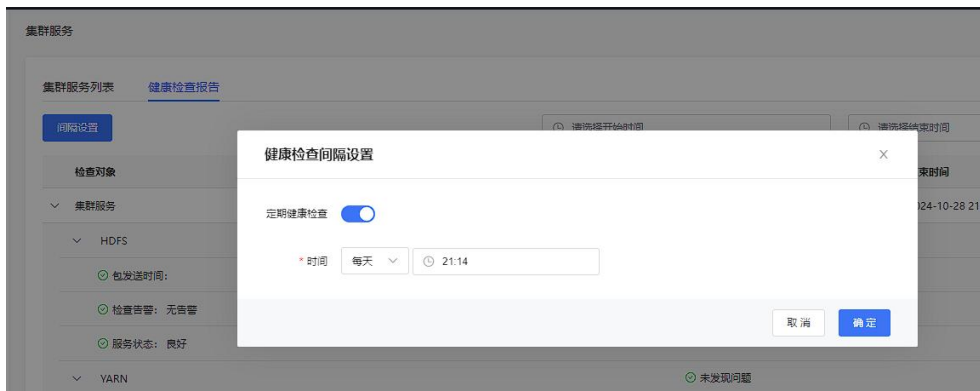 集群服务
集群服务列表 健康检查报告
间隔设置 请选择开始时间 请选择结束时间
健康检查间隔设置
检查对象 束时间
集群服务 024-10-28 21
定期健康检查
HDFS
* 时间 每天 21:14
包发送时间:
检查告警: 无告警
取消 确定
服务状态: 良好
YARN 未发现问题